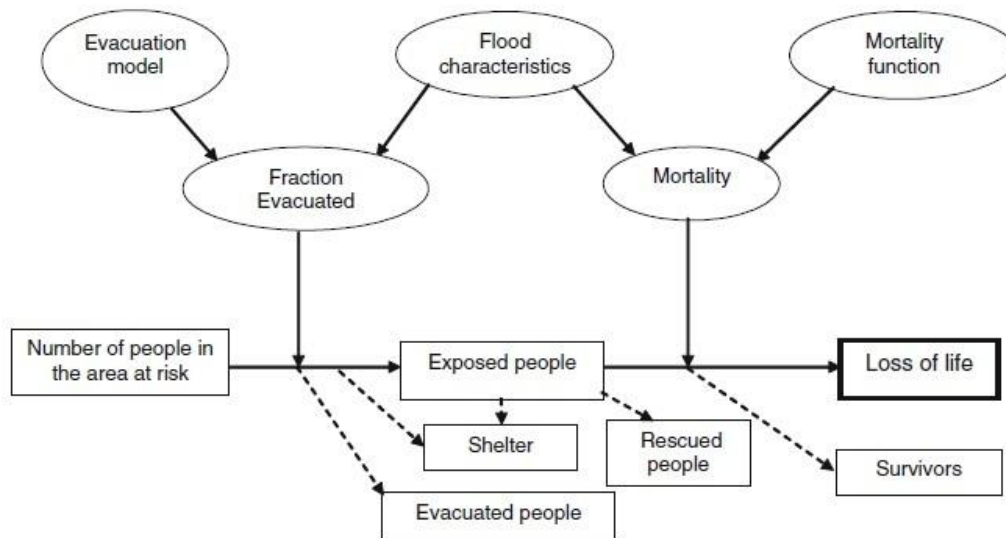 Evacuation
model
Flood
characteristics
Mortality
function
Fraction
Evacuated
Mortality
Number of people in
the area at risk
Exposed people
Loss of life
Shelter
Rescued
people
Survivors
Evacuated people